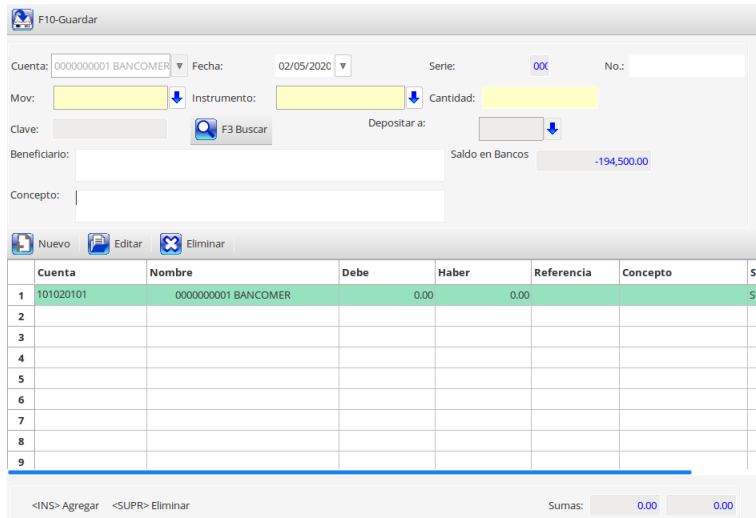 F10-Guardar
Cuenta: 0000000001 BANCOMER Fecha: 02/05/2020 Serie: 000 No.:
Mov: Instrumento: Cantidad:
Clave: F3 Buscar Depositar a:
Beneficiario: Saldo en Bancos -194,500.00
Concepto:
Nuevo Editar Eliminar
Cuenta Nombre Debe Haber Referencia Concepto S
1 101020101 0000000001 BANCOMER 0.00 0.00 S
2
3
4
5
6
7
8
9
<INS> Agregar <SUPR> Eliminar Sumas: 0.00 0.00